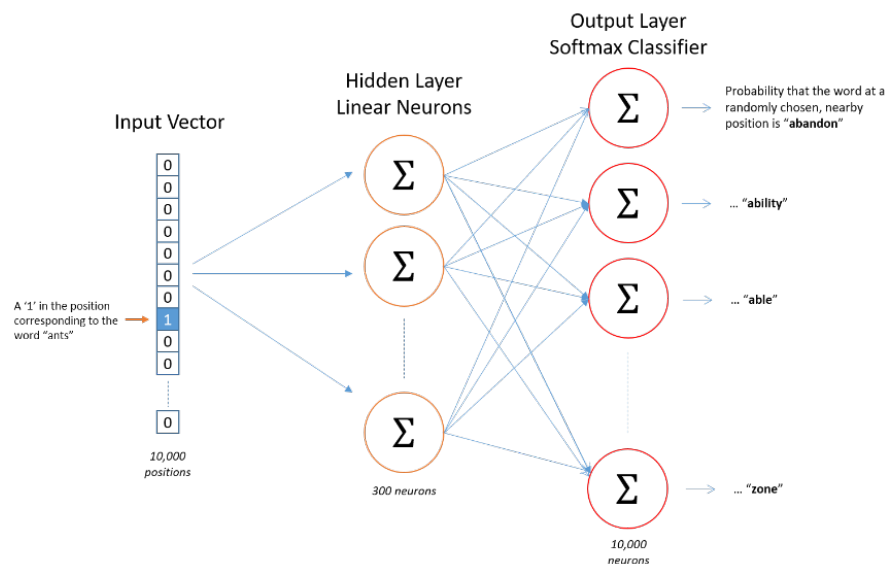 Output Layer
Softmax Classifier
Hidden Layer
Linear Neurons
Input Vector
0
0
0
0
0
0
0
1
0
0
0
A ‘1’ in the position
corresponding to the
word “ants”
10,000
positions
Σ
Σ
Σ
300 neurons
Σ
Σ
Σ
Σ
10,000
neurons
Probability that the word at a
randomly chosen, nearby
position is “abandon”
... “ability”
... “able”
... “zone”